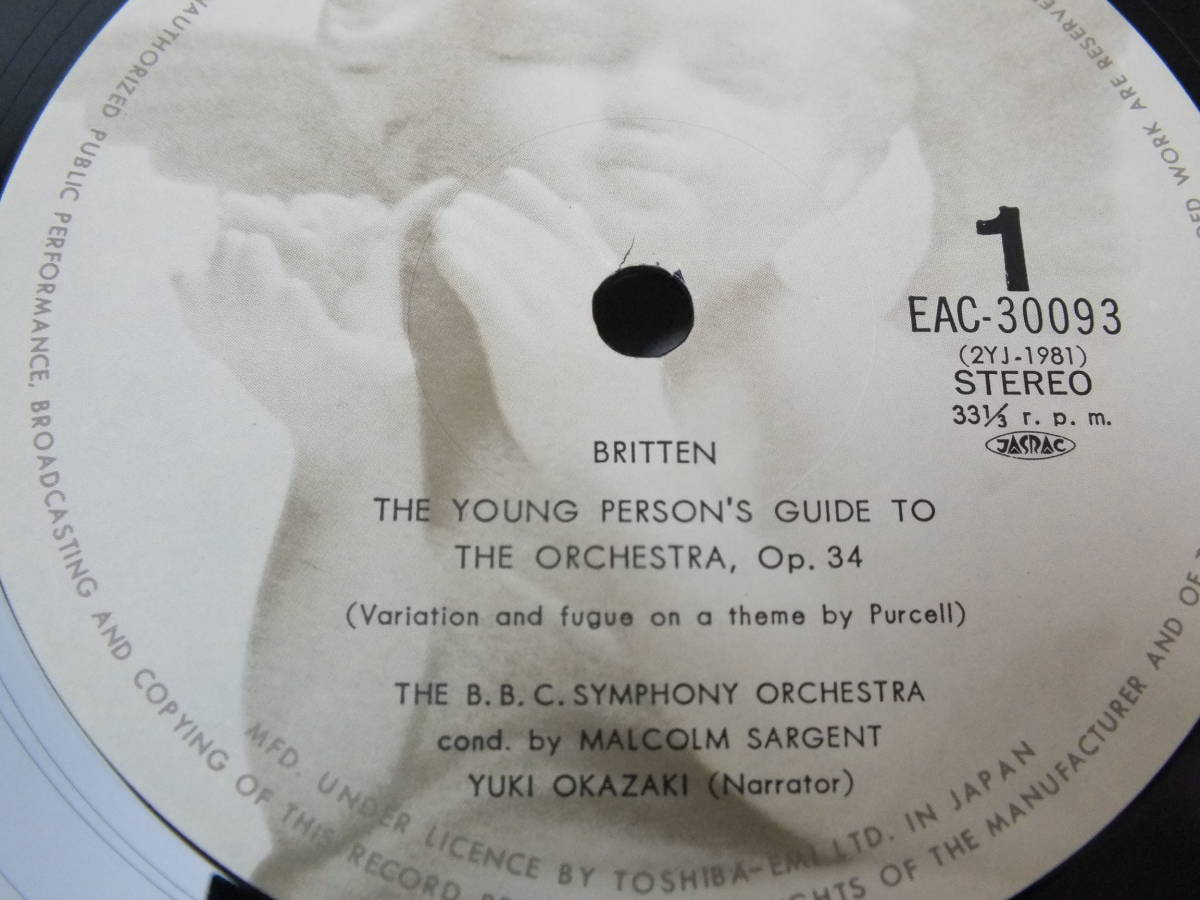 1
EAC-30093
(2YJ-1981)
STEREO
33⅓ r. p. m.
JASRAC
BRITTEN
THE YOUNG PERSON'S GUIDE TO
THE ORCHESTRA, Op. 34
(Variation and fugue on a theme by Purcell)
THE B. B. C. SYMPHONY ORCHESTRA
cond. by MALCOLM SARGENT
YUKI OKAZAKI (Narrator)
MFD. UNDER LICENCE BY TOSHIBA-EMI LTD. IN JAPAN
OF THE MANUFACTURER AND OF
WORK ARE RESERVED
PUBLIC PERFORMANCE, BROADCASTING AND COPYING OF THIS RECORD